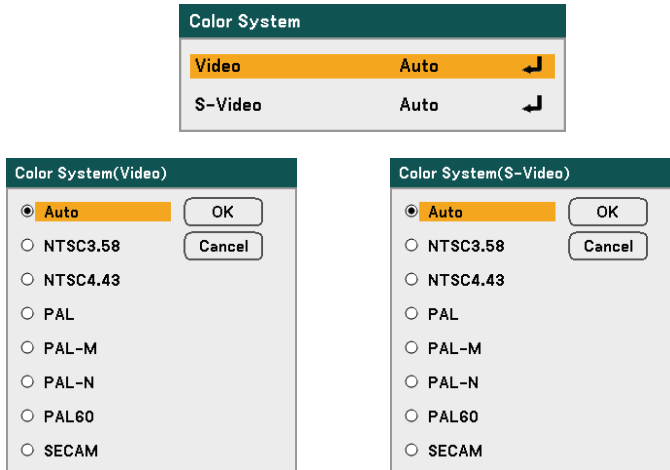 Color System
Video Auto
S-Video Auto
Color System(Video)
Auto OK
NTSC3.58 Cancel
NTSC4.43
PAL
PAL-M
PAL-N
PAL60
SECAM
Color System(S-Video)
Auto OK
NTSC3.58 Cancel
NTSC4.43
PAL
PAL-M
PAL-N
PAL60
SECAM